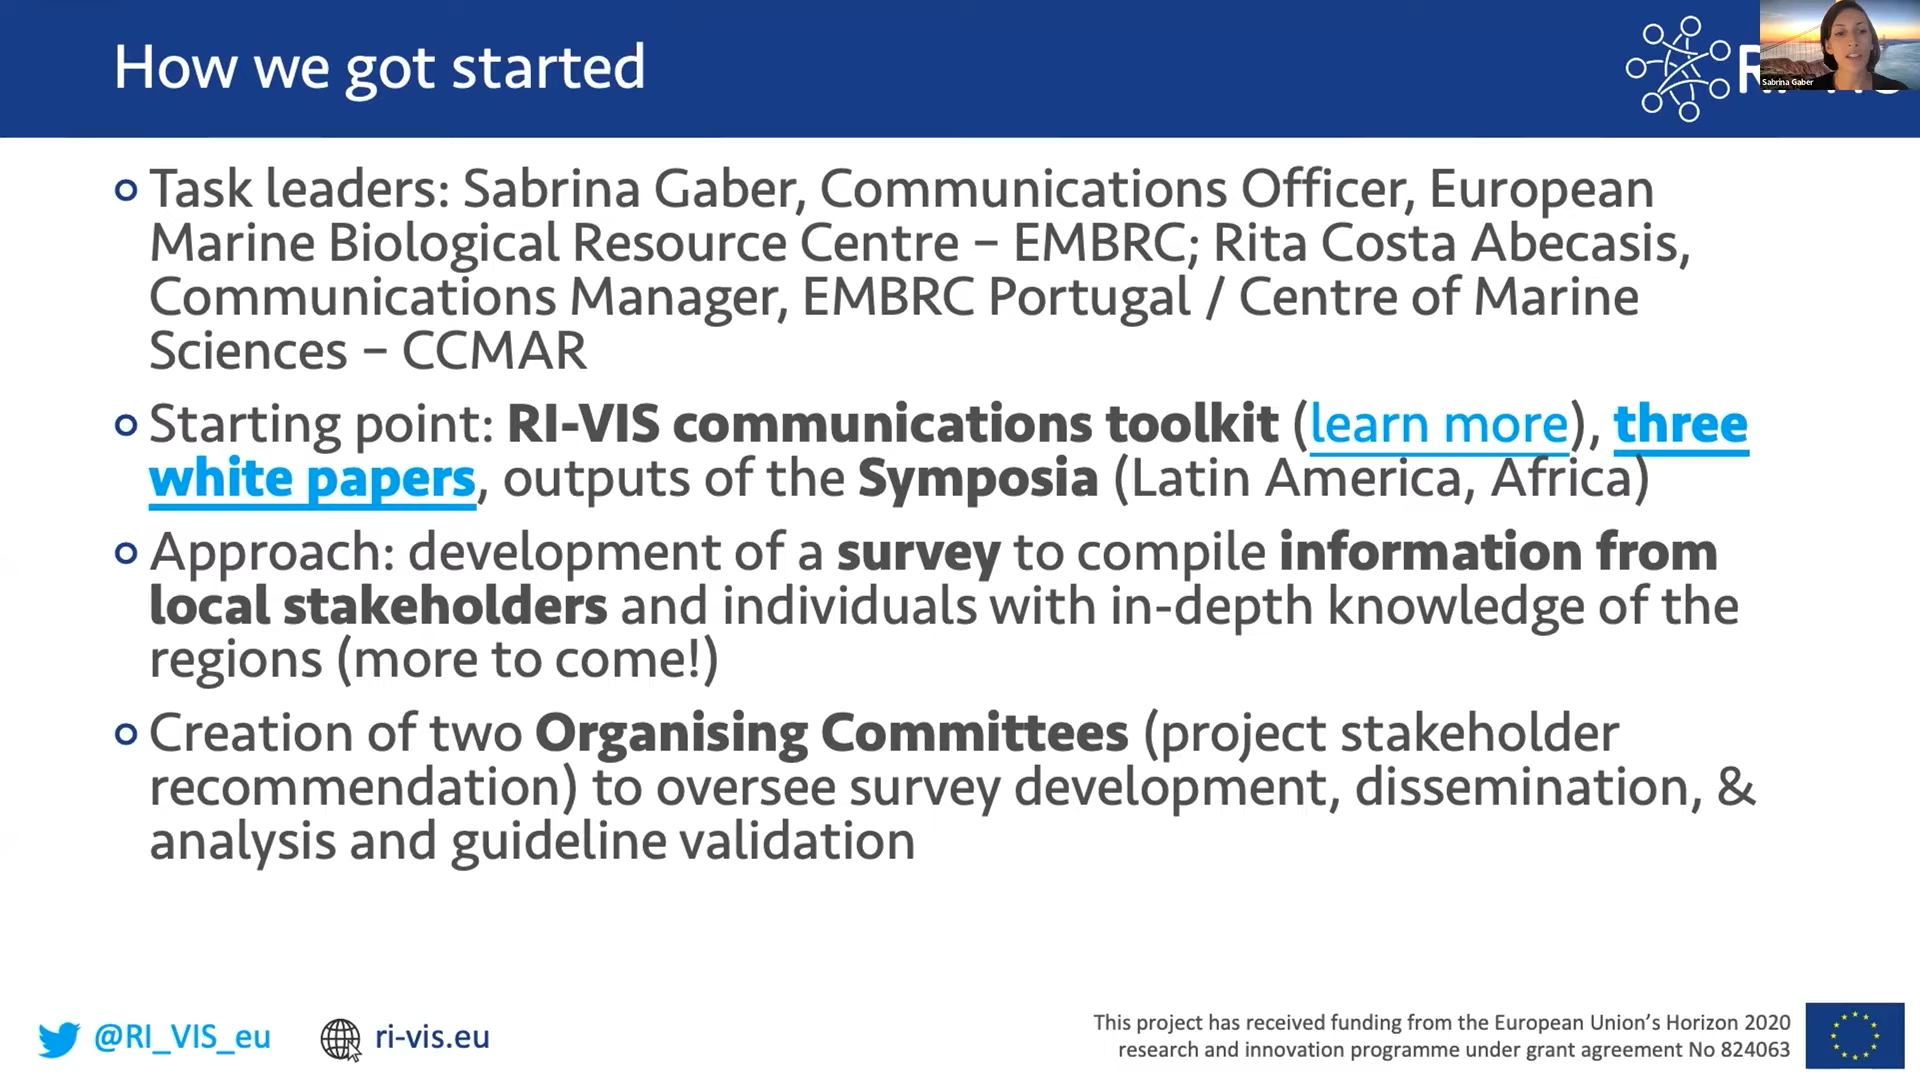 How we got started
Sabrina Gaber
Task leaders: Sabrina Gaber, Communications Officer, European
Marine Biological Resource Centre – EMBRC; Rita Costa Abecasis,
Communications Manager, EMBRC Portugal / Centre of Marine
Sciences – CCMAR
Starting point: RI-VIS communications toolkit (learn more), three
white papers, outputs of the Symposia (Latin America, Africa)
Approach: development of a survey to compile information from
local stakeholders and individuals with in-depth knowledge of the
regions (more to come!)
Creation of two Organising Committees (project stakeholder
recommendation) to oversee survey development, dissemination, &
analysis and guideline validation
@RI_VIS_eu
ri-vis.eu
This project has received funding from the European Union’s Horizon 2020
research and innovation programme under grant agreement No 824063